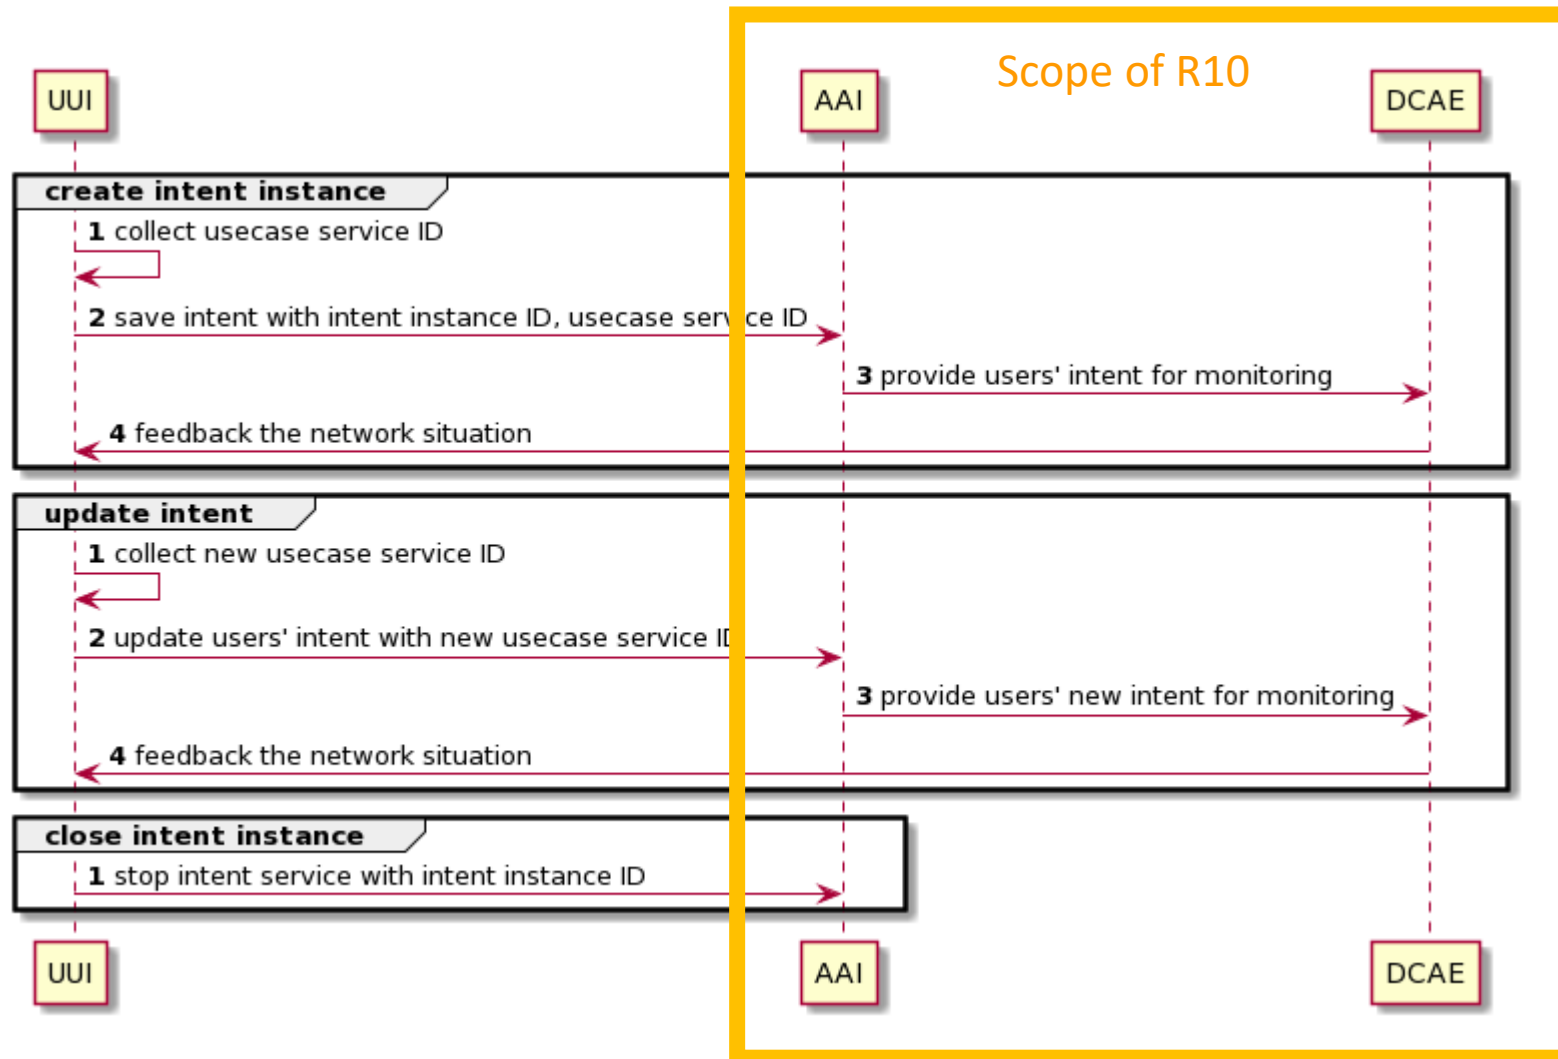 Scope of R10
UUI
AAI
DCAE
create intent instance
1 collect usecase service ID
2 save intent with intent instance ID, usecase service ID
3 provide users' intent for monitoring
4 feedback the network situation
update intent
1 collect new usecase service ID
2 update users' intent with new usecase service ID
3 provide users' new intent for monitoring
4 feedback the network situation
close intent instance
1 stop intent service with intent instance ID
UUI
AAI
DCAE